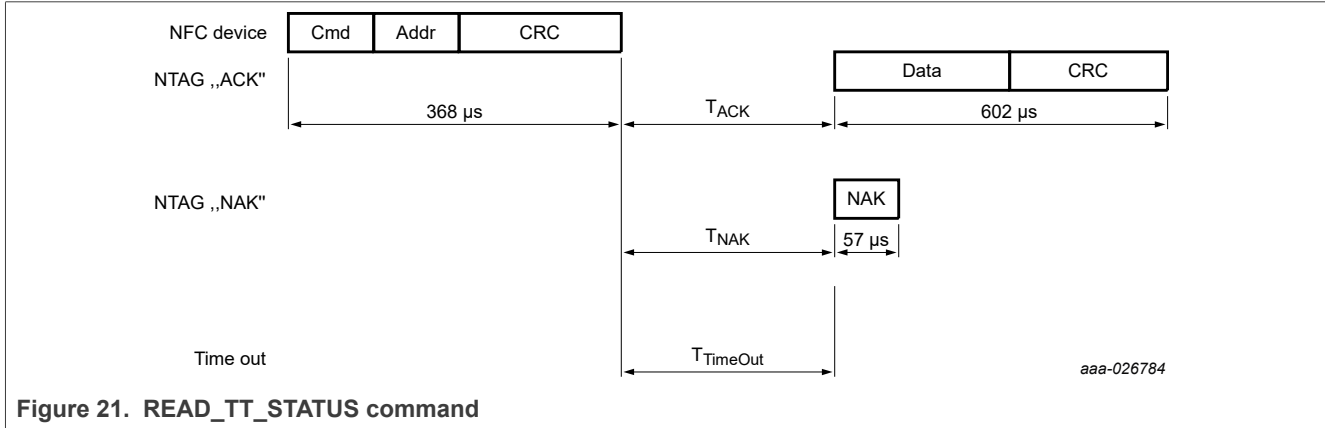 NFC device Cmd Addr CRC
NTAG ,,ACK" Data CRC
368 µs TACK 602 µs
NTAG ,,NAK" NAK
TNAK 57 µs
Time out TTimeOut aaa-026784
Figure 21. READ_TT_STATUS command